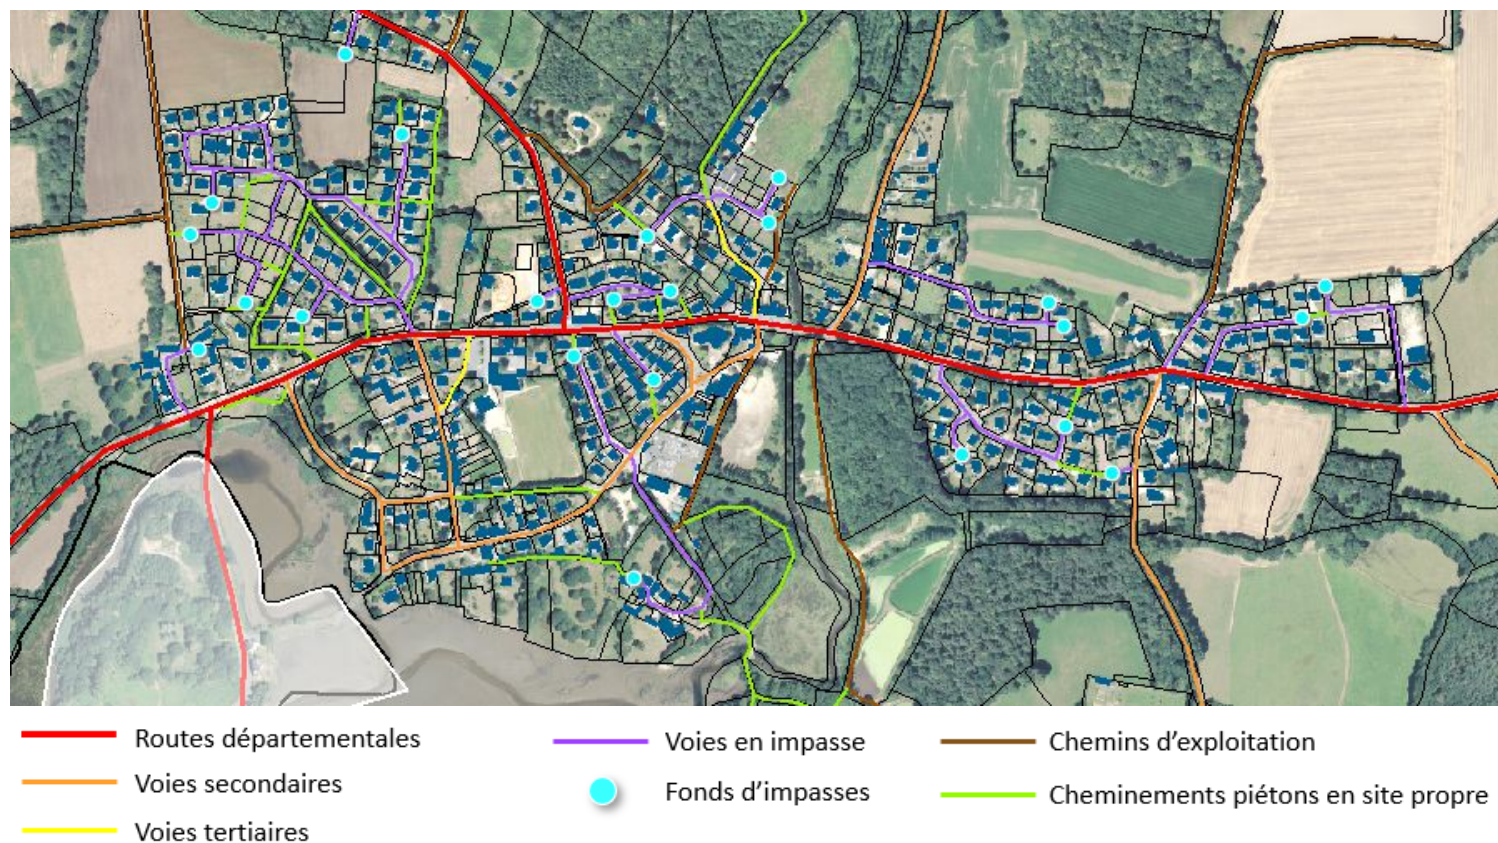 Routes départementales
Voies secondaires
Voies tertiaires
Voies en impasse
Fonds d'impasses
Chemins d'exploitation
Cheminements piétons en site propre